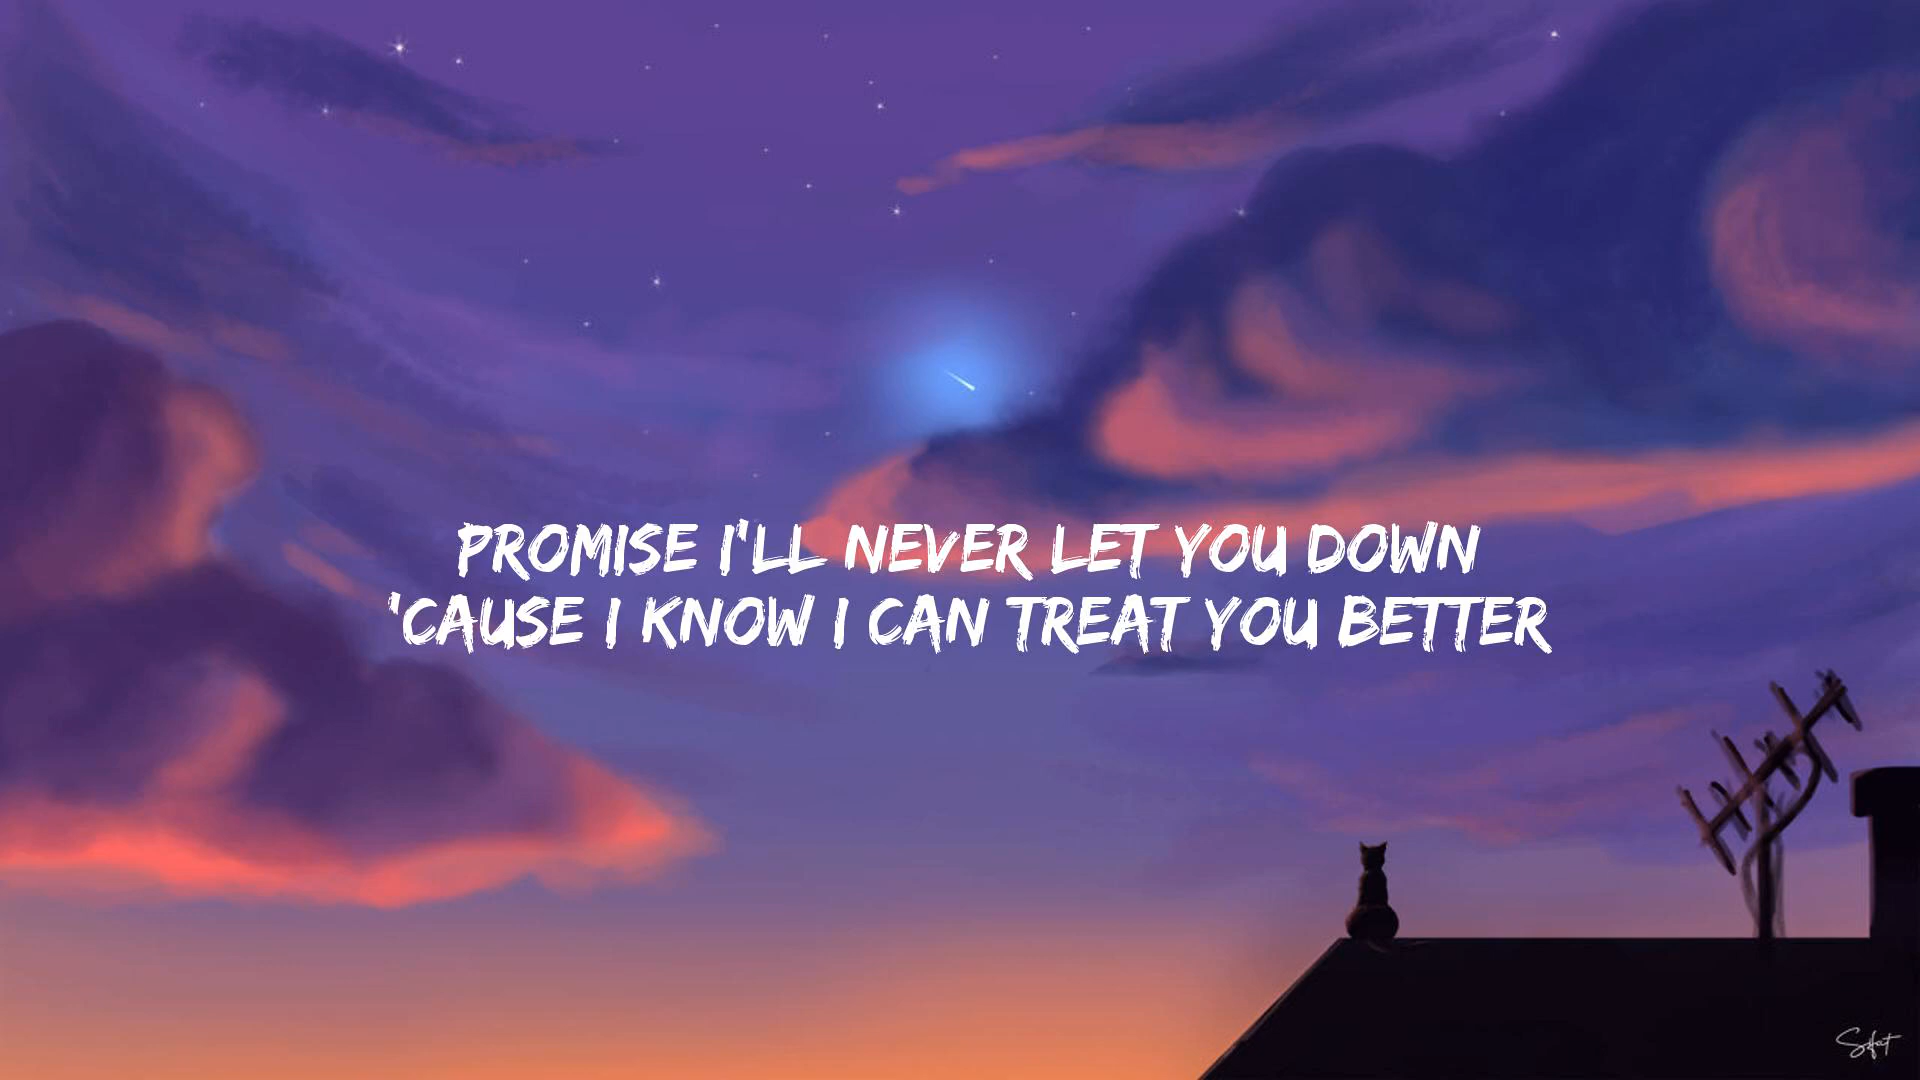 PROMISE I'LL NEVER LET YOU DOWN
'CAUSE I KNOW I CAN TREAT YOU BETTER